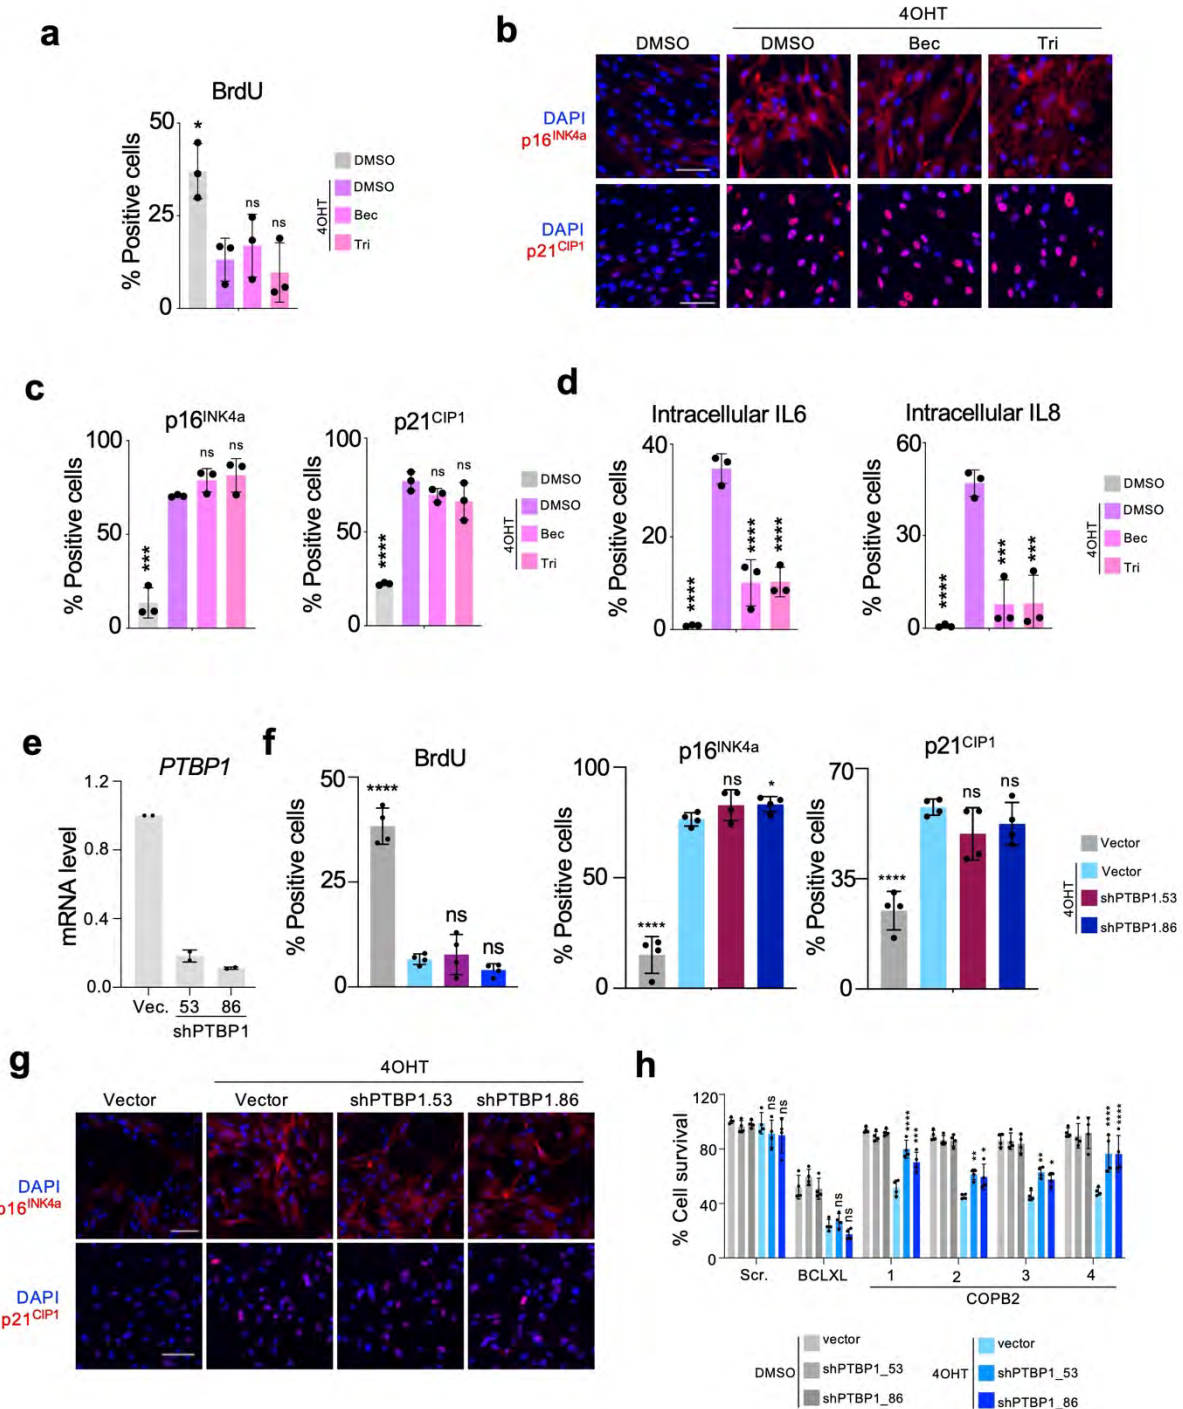 a
BrdU
% Positive cells
50
25
0
*
ns
ns
DMSO
4OHT
DMSO
Bec
Tri
b
4OHT
DMSO
DMSO
Bec
Tri
DAPI
p16INK4a
DAPI
p21CIP1
c
p16INK4a
% Positive cells
100
50
0
***
ns
ns
p21CIP1
% Positive cells
100
50
0
****
ns
ns
DMSO
4OHT
DMSO
Bec
Tri
d
Intracellular IL6
% Positive cells
40
20
0
****
****
****
Intracellular IL8
% Positive cells
60
30
0
****
***
***
DMSO
4OHT
DMSO
Bec
Tri
e
PTBP1
mRNA level
1.2
0.8
0.4
0.0
Vec. 53 86
shPTBP1
f
BrdU
% Positive cells
50
25
0
****
ns
ns
p16INK4a
% Positive cells
100
50
0
****
ns
*
p21CIP1
% Positive cells
70
35
0
****
ns
ns
Vector
4OHT
Vector
shPTBP1.53
shPTBP1.86
g
4OHT
Vector
Vector
shPTBP1.53
shPTBP1.86
DAPI
p16INK4a
DAPI
p21CIP1
h
% Cell survival
120
80
40
0
ns
ns
ns
ns
****
****
**
*
**
*
****
****
Scr. BCLXL 1 2 3 4
COPB2
DMSO
vector
shPTBP1_53
shPTBP1_86
4OHT
vector
shPTBP1_53
shPTBP1_86